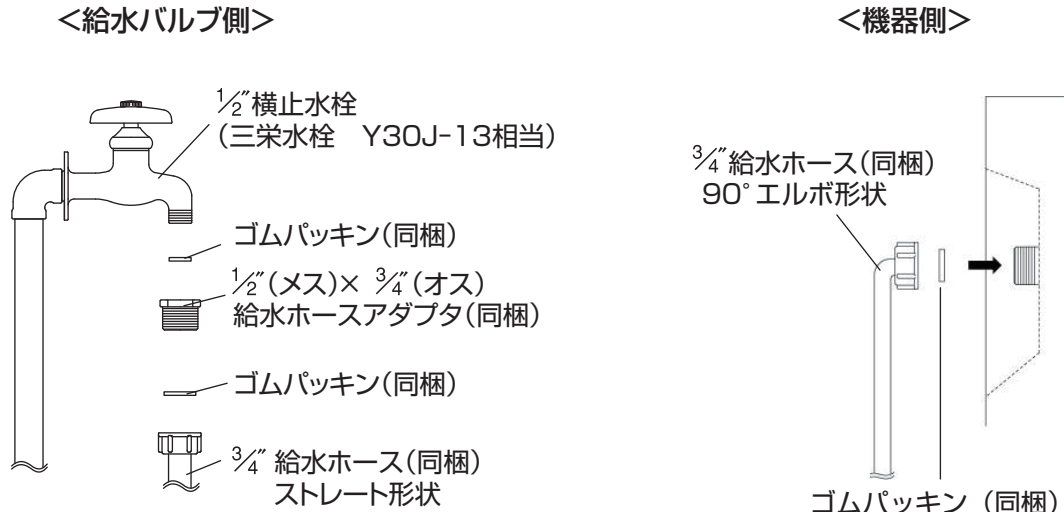 ＜給水バルブ側＞
1/2″横止水栓
（三栄水栓　Y30J-13相当）
ゴムパッキン（同梱）
1/2″（メス）× 3/4″（オス）
給水ホースアダプタ（同梱）
ゴムパッキン（同梱）
3/4″ 給水ホース（同梱）
ストレート形状
＜機器側＞
3/4″給水ホース（同梱）
90°エルボ形状
ゴムパッキン（同梱）